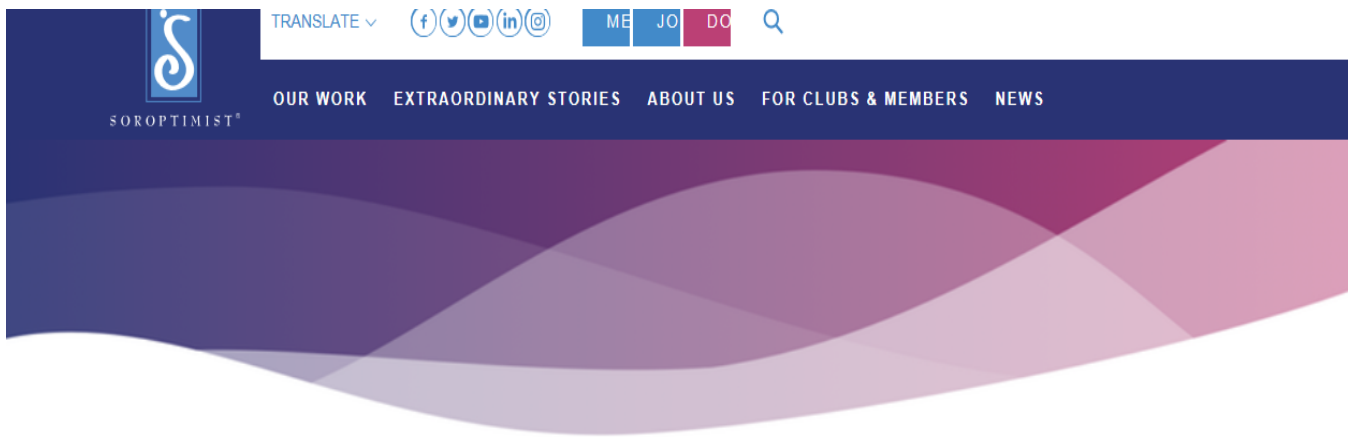 TRANSLATE ME JO DO
OUR WORK EXTRAORDINARY STORIES ABOUT US FOR CLUBS & MEMBERS NEWS
SOROPTIMIST®